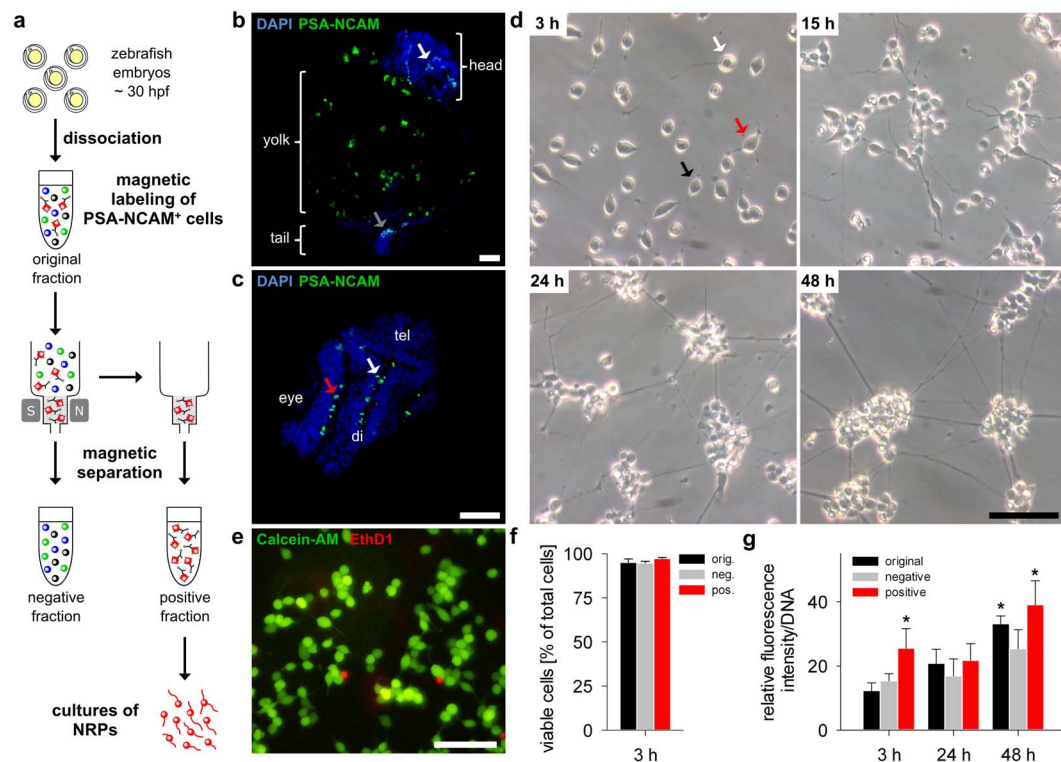 a
zebrafish
embryos
~ 30 hpf
dissociation
magnetic
labeling of
PSA-NCAM⁺ cells
original
fraction
S
N
magnetic
separation
negative
fraction
positive
fraction
cultures of
NRPs
b
DAPI PSA-NCAM
head
yolk
tail
c
DAPI PSA-NCAM
tel
eye
di
d
3 h
15 h
24 h
48 h
e
Calcein-AM EthD1
f
viable cells [% of total cells]
100
75
50
25
0
orig.
neg.
pos.
3 h
g
relative fluorescence
intensity/DNA
40
20
0
original
negative
positive
*
*
*
3 h
24 h
48 h